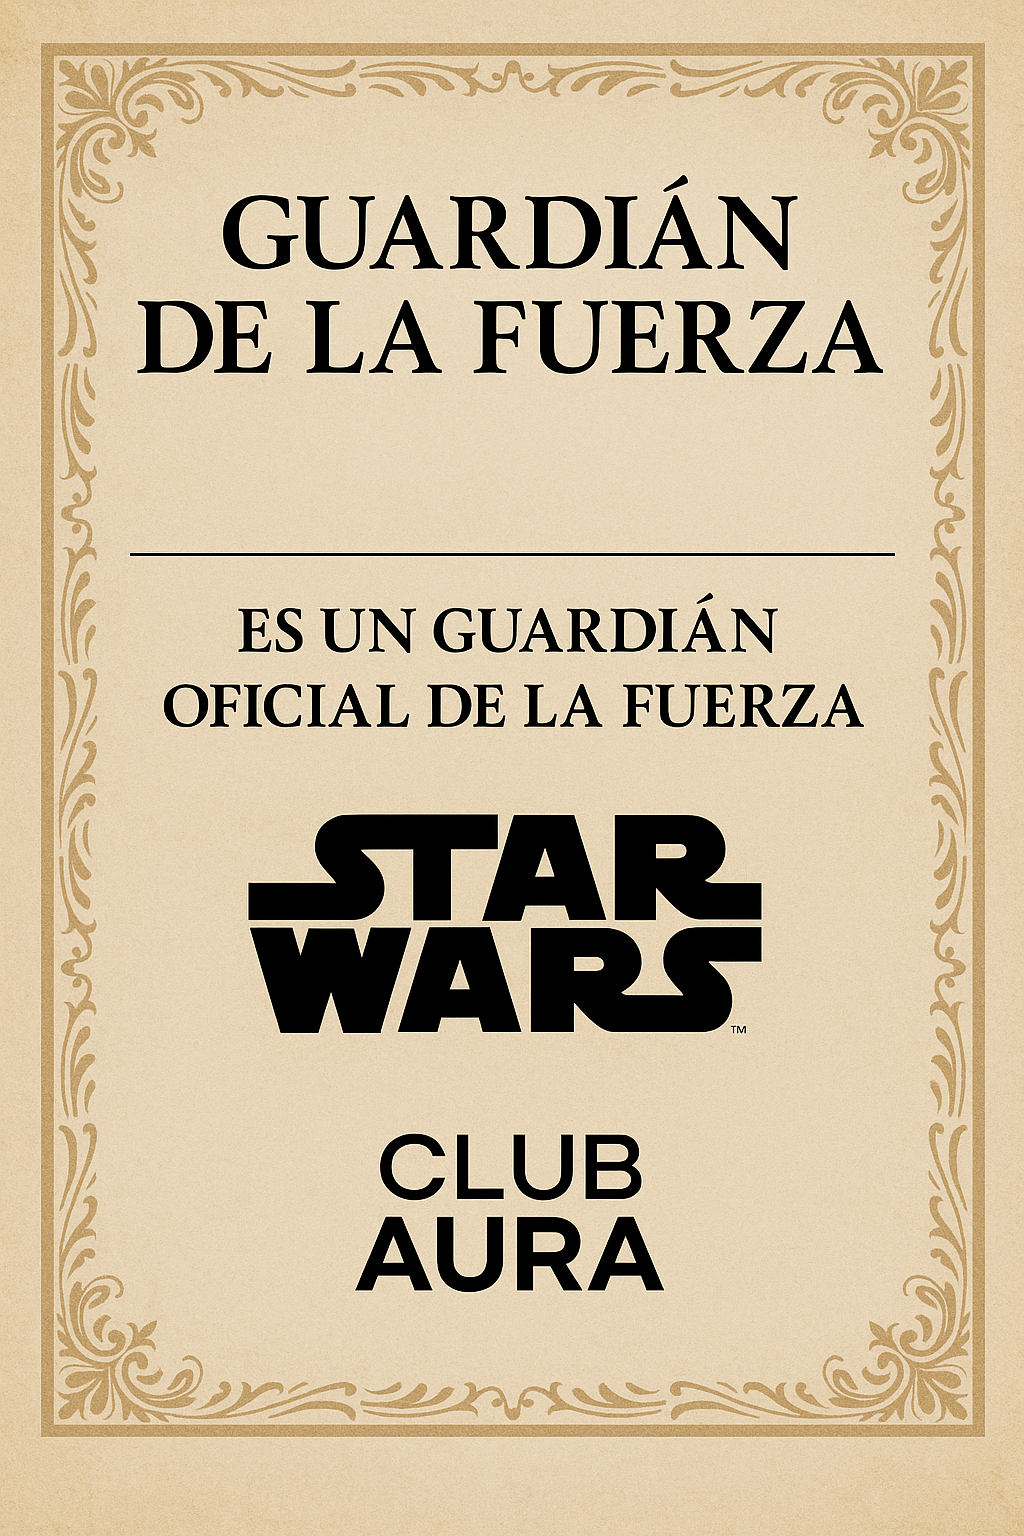 GUARDIÁN
DE LA FUERZA
ES UN GUARDIÁN
OFICIAL DE LA FUERZA
STAR
WARS
™
CLUB
AURA